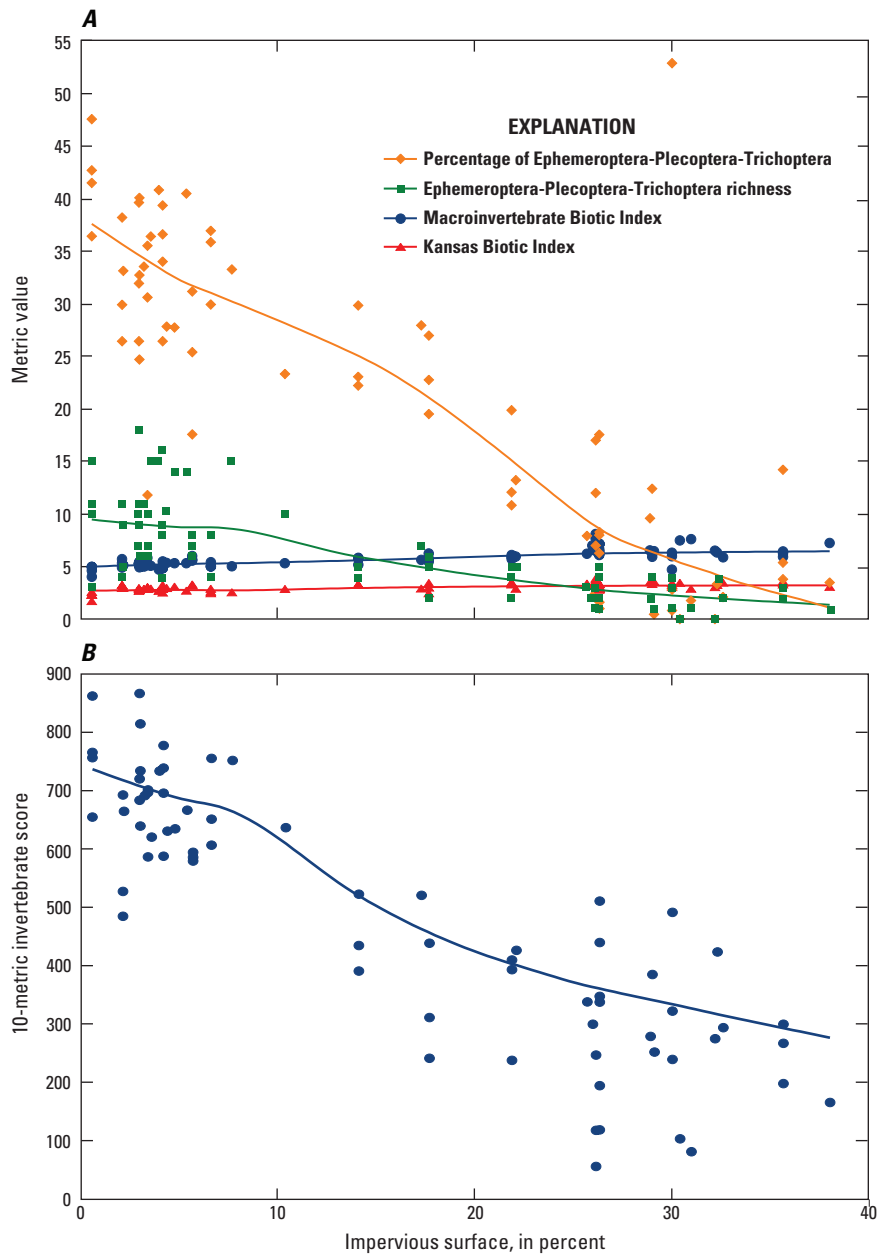 A
55
50
45
40
35
30
25
20
15
10
5
0
Metric value
EXPLANATION
Percentage of Ephemeroptera-Plecoptera-Trichoptera
Ephemeroptera-Plecoptera-Trichoptera richness
Macroinvertebrate Biotic Index
Kansas Biotic Index
B
900
800
700
600
500
400
300
200
100
0
10-metric invertebrate score
0 10 20 30 40
Impervious surface, in percent